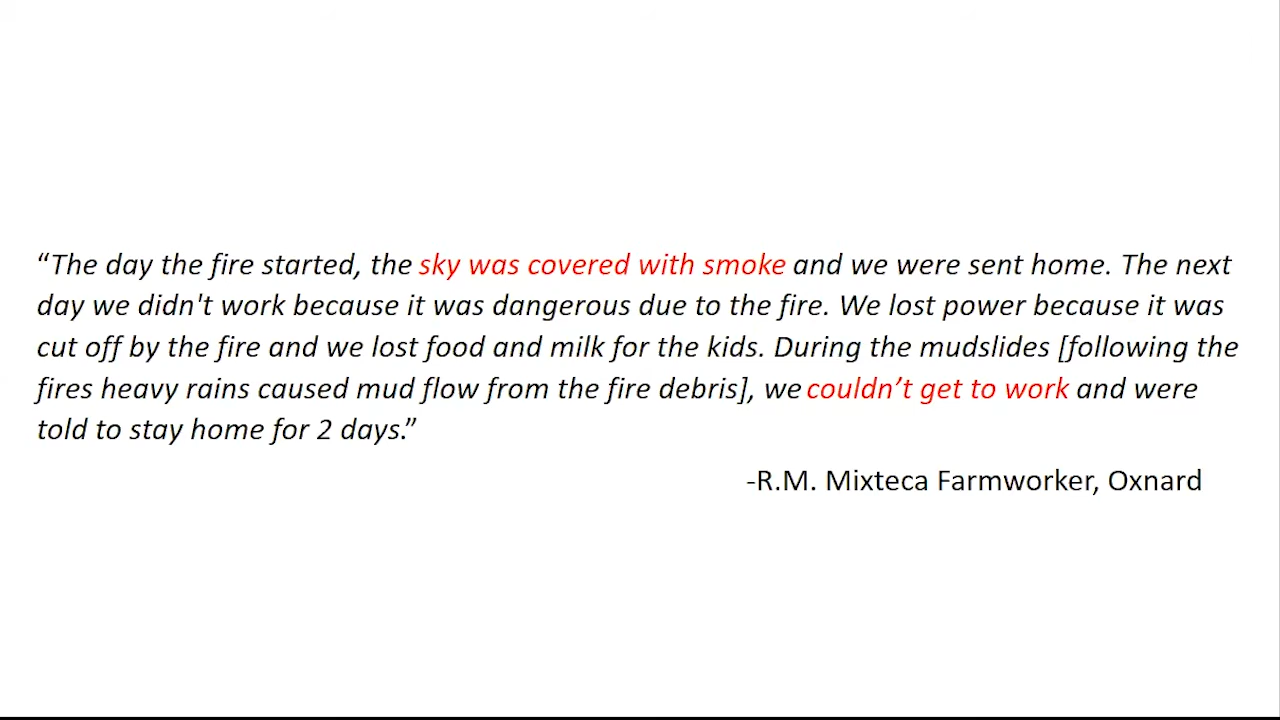 “The day the fire started, the sky was covered with smoke and we were sent home. The next
day we didn't work because it was dangerous due to the fire. We lost power because it was
cut off by the fire and we lost food and milk for the kids. During the mudslides [following the
fires heavy rains caused mud flow from the fire debris], we couldn’t get to work and were
told to stay home for 2 days.”
-R.M. Mixteca Farmworker, Oxnard